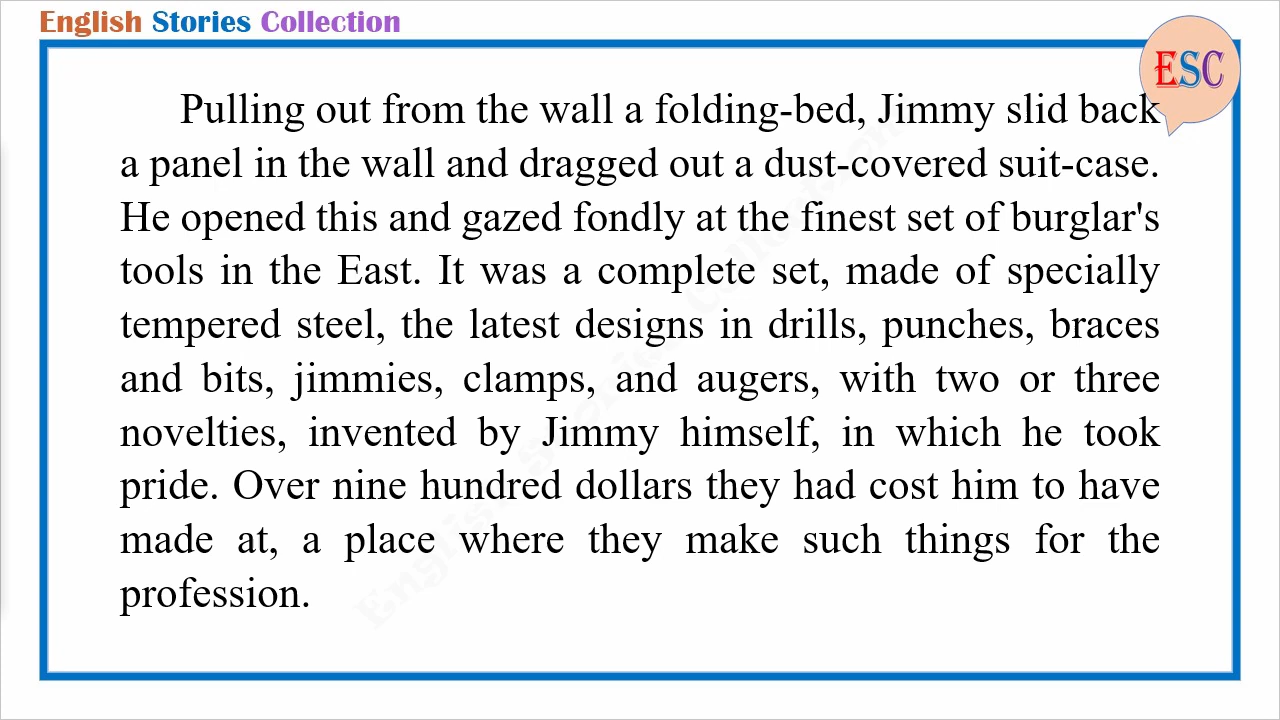 English Stories Collection
ESC
Pulling out from the wall a folding-bed, Jimmy slid back
a panel in the wall and dragged out a dust-covered suit-case.
He opened this and gazed fondly at the finest set of burglar's
tools in the East. It was a complete set, made of specially
tempered steel, the latest designs in drills, punches, braces
and bits, jimmies, clamps, and augers, with two or three
novelties, invented by Jimmy himself, in which he took
pride. Over nine hundred dollars they had cost him to have
made at, a place where they make such things for the
profession.
English Stories Collection